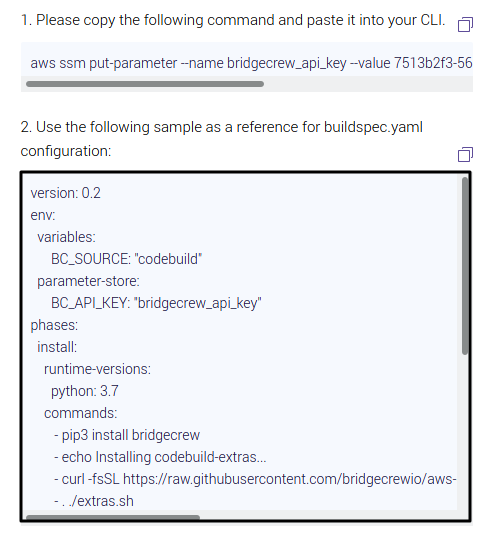 1. Please copy the following command and paste it into your CLI.
aws ssm put-parameter --name bridgecrew_api_key --value 7513b2f3-56
2. Use the following sample as a reference for buildspec.yaml
configuration:
version: 0.2
env:
variables:
BC_SOURCE: "codebuild"
parameter-store:
BC_API_KEY: "bridgecrew_api_key"
phases:
install:
runtime-versions:
python: 3.7
commands:
- pip3 install bridgecrew
- echo Installing codebuild-extras...
- curl -fsSL https://raw.githubusercontent.com/bridgecrewio/aws-
- . ./extras.sh